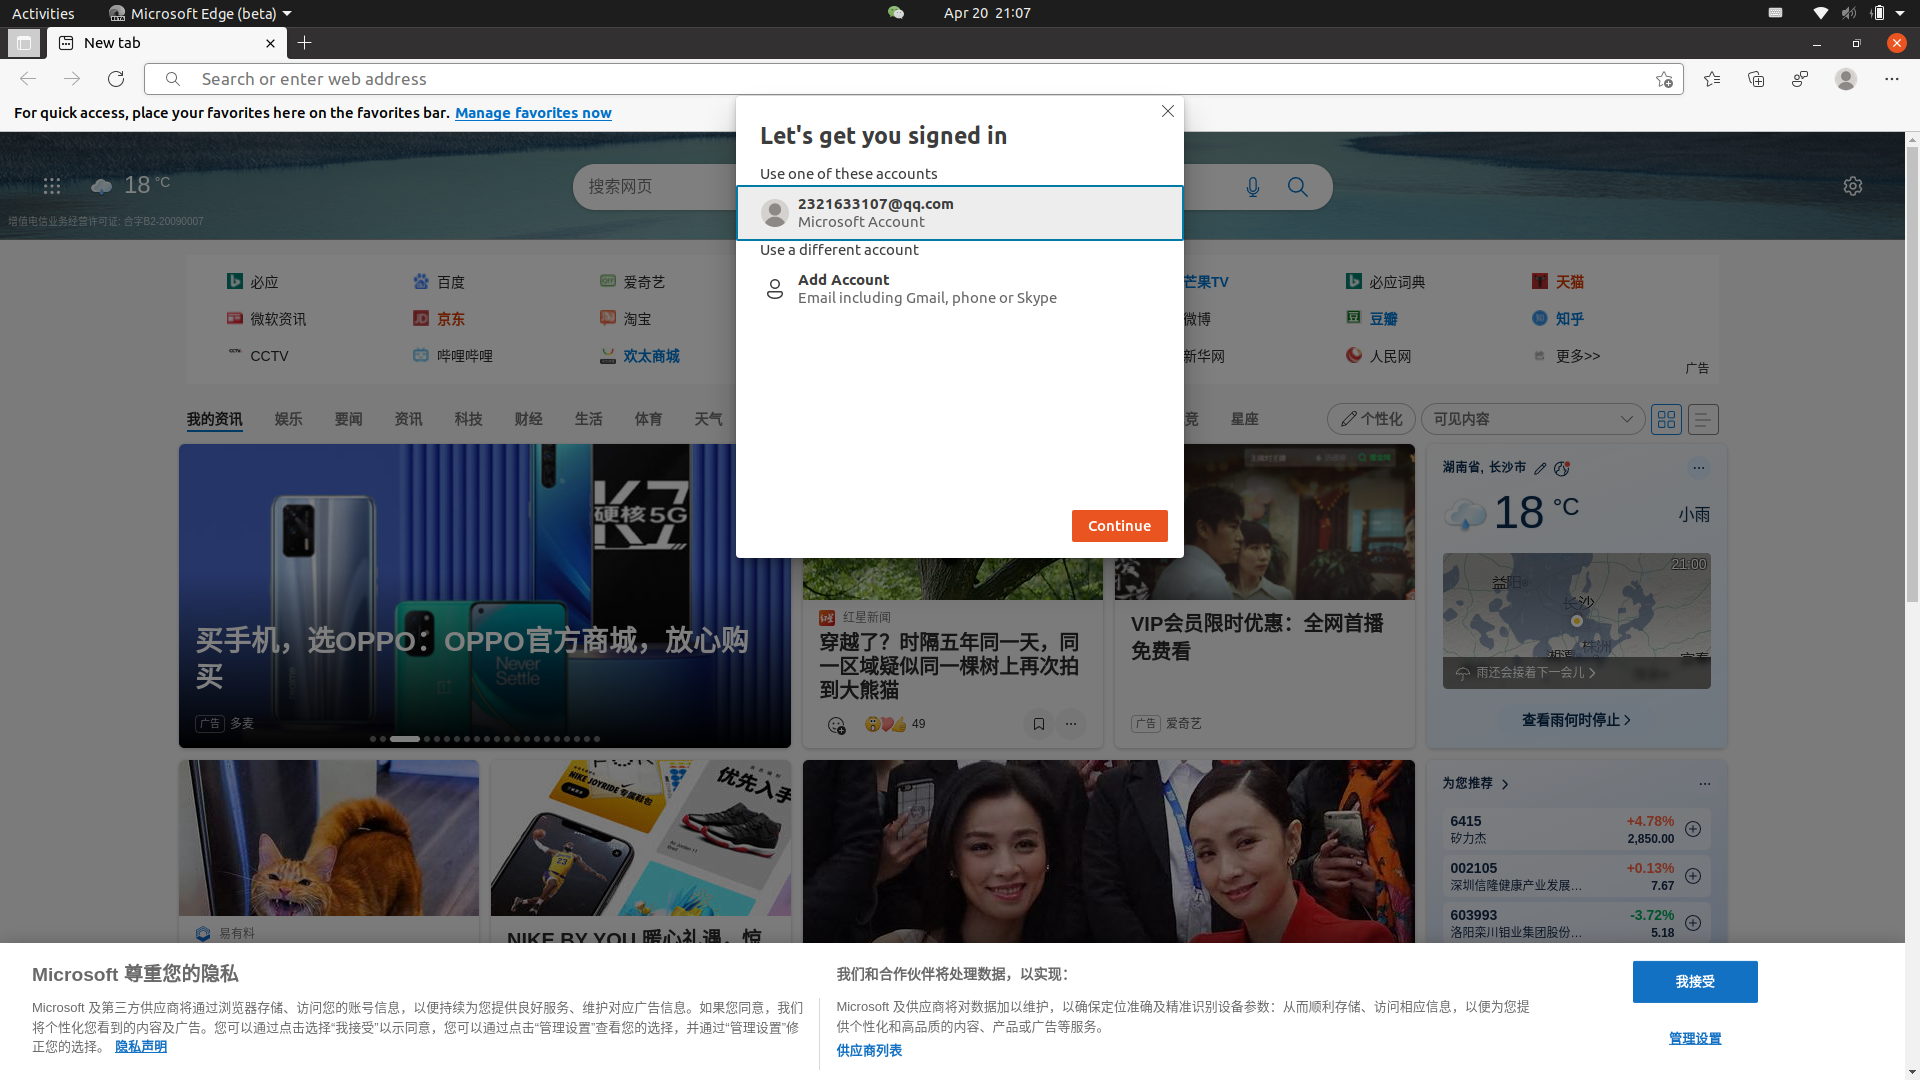 Activities
Microsoft Edge (beta)
Apr 20 21:07
New tab
Search or enter web address
For quick access, place your favorites here on the favorites bar. Manage favorites now
Let's get you signed in
Use one of these accounts
2321633107@qq.com
Microsoft Account
Use a different account
Add Account
Email including Gmail, phone or Skype
Continue
18 °C
搜索网页
增值电信业务经营许可证: 合字B2-20090007
必应
百度
爱奇艺
芒果TV
必应词典
天猫
微软资讯
京东
淘宝
微博
豆瓣
知乎
CCTV
哔哩哔哩
欢太商城
新华网
人民网
更多>>
广告
我的资讯
娱乐
要闻
资讯
科技
财经
生活
体育
天气
竞
星座
个性化
可见内容
硬核 5G
Never
Settle
买手机，选OPPO：OPPO官方商城，放心购
买
广告 多麦
红星新闻
穿越了？时隔五年同一天，同
一区域疑似同一棵树上再次拍
到大熊猫
49
VIP会员限时优惠：全网首播
免费看
广告 爱奇艺
湖南省, 长沙市
18 °C
小雨
21:00
益阳
长沙
株洲
湘潭
雨还会接着下一会儿
查看雨何时停止
NIKE JOYRIDE 专属鞋包
优先入手
23
易有料
NIKE BY YOU 暖心礼遇，惊
为您推荐
6415
+4.78%
矽力杰
2,850.00
002105
+0.13%
深圳信隆健康产业发展...
7.67
603993
-3.72%
洛阳栾川钼业集团股份...
5.18
Microsoft 尊重您的隐私
Microsoft 及第三方供应商将通过浏览器存储、访问您的账号信息，以便持续为您提供良好服务、维护对应广告信息。如果您同意，我们
将个性化您看到的内容及广告。您可以通过点击选择“我接受”以示同意，您可以通过点击“管理设置”查看您的选择，并通过“管理设置”修
正您的选择。 隐私声明
我们和合作伙伴将处理数据，以实现：
Microsoft 及供应商将对数据加以维护，以确保定位准确及精准识别设备参数：从而顺利存储、访问相应信息，以便为您提
供个性化和高品质的内容、产品或广告等服务。
供应商列表
我接受
管理设置